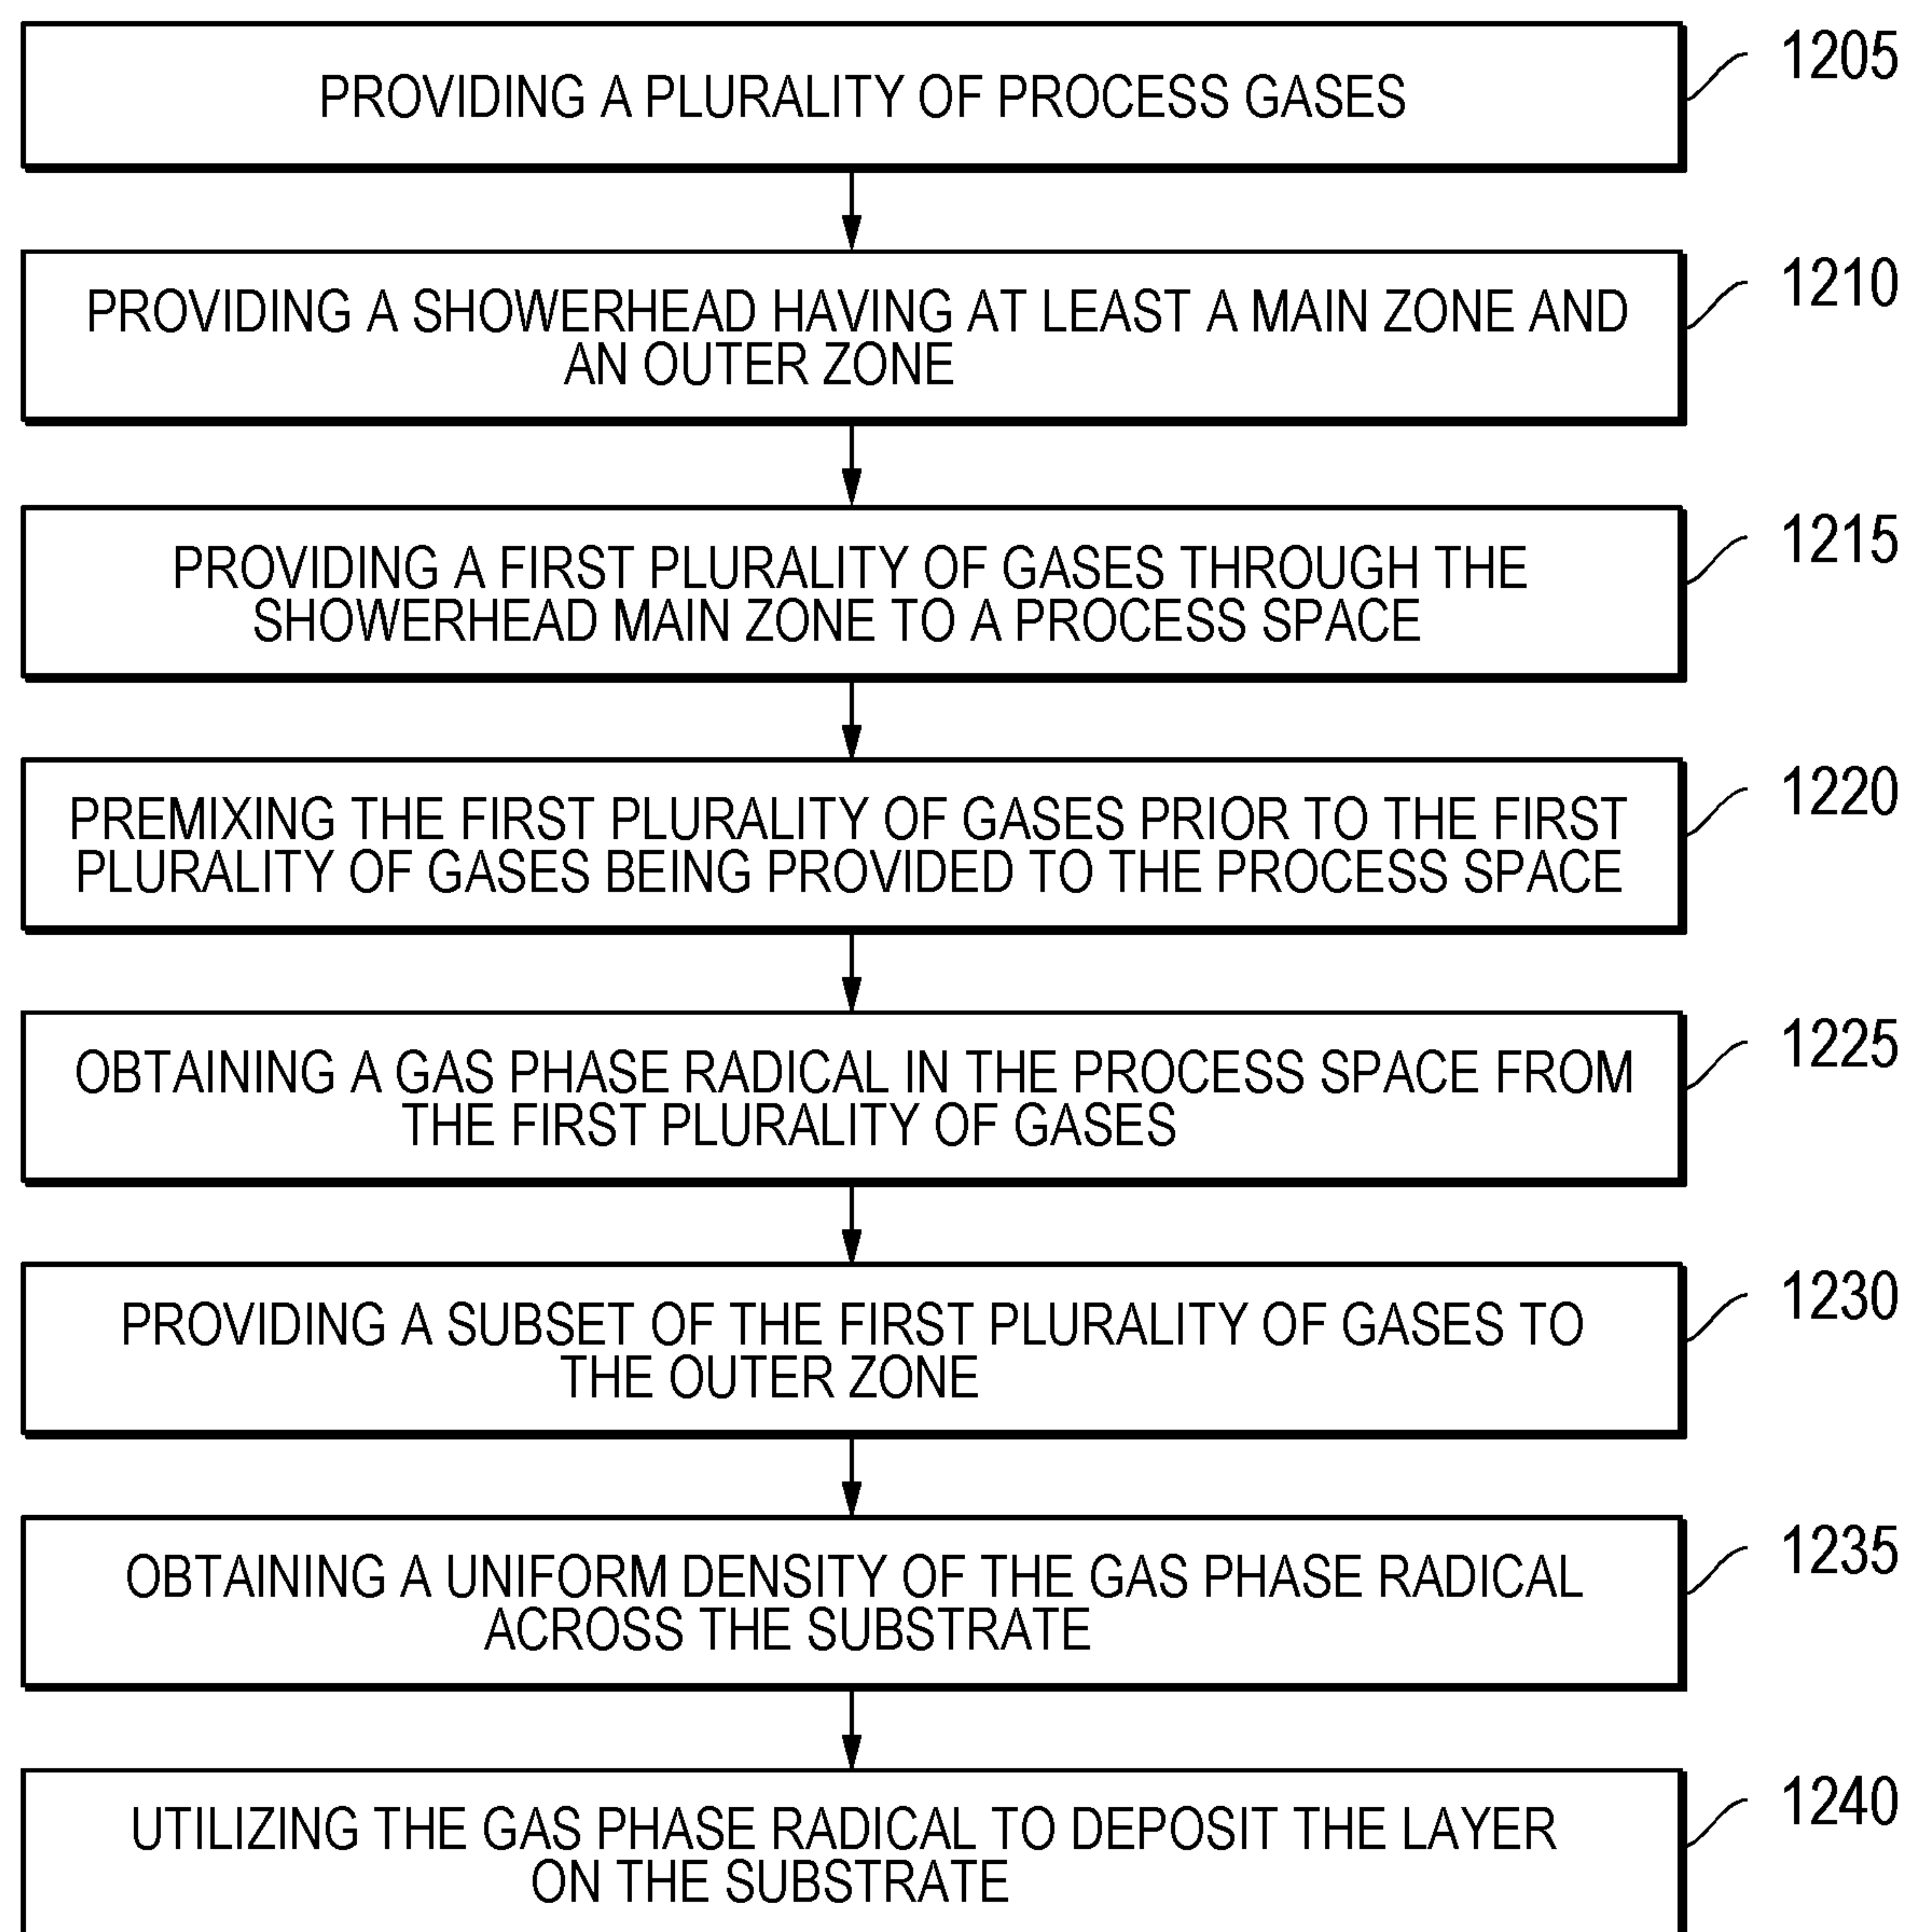 PROVIDING A PLURALITY OF PROCESS GASES
1205
PROVIDING A SHOWERHEAD HAVING AT LEAST A MAIN ZONE AND
AN OUTER ZONE
1210
PROVIDING A FIRST PLURALITY OF GASES THROUGH THE
SHOWERHEAD MAIN ZONE TO A PROCESS SPACE
1215
PREMIXING THE FIRST PLURALITY OF GASES PRIOR TO THE FIRST
PLURALITY OF GASES BEING PROVIDED TO THE PROCESS SPACE
1220
OBTAINING A GAS PHASE RADICAL IN THE PROCESS SPACE FROM
THE FIRST PLURALITY OF GASES
1225
PROVIDING A SUBSET OF THE FIRST PLURALITY OF GASES TO
THE OUTER ZONE
1230
OBTAINING A UNIFORM DENSITY OF THE GAS PHASE RADICAL
ACROSS THE SUBSTRATE
1235
UTILIZING THE GAS PHASE RADICAL TO DEPOSIT THE LAYER
ON THE SUBSTRATE
1240